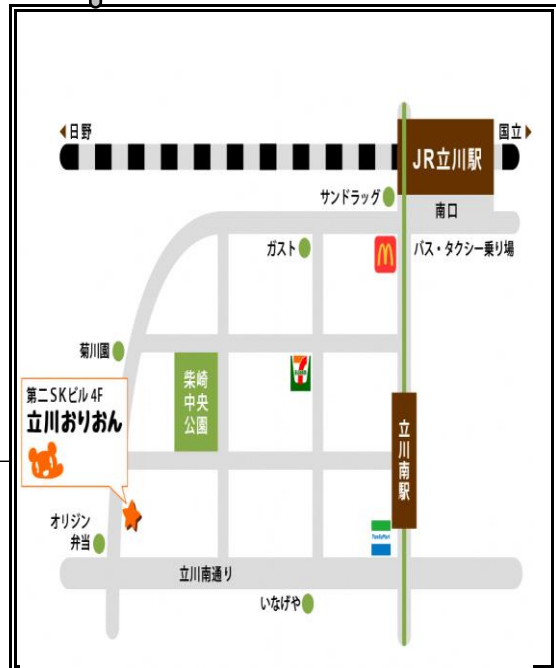 日野
国立
JR立川駅
サンドラッグ
南口
ガスト
バス・タクシー乗り場
菊川園
柴崎
中央
公園
第二SKビル 4F
立川おりおん
立川南駅
オリジン
弁当
FamilyMart
立川南通り
いなげや